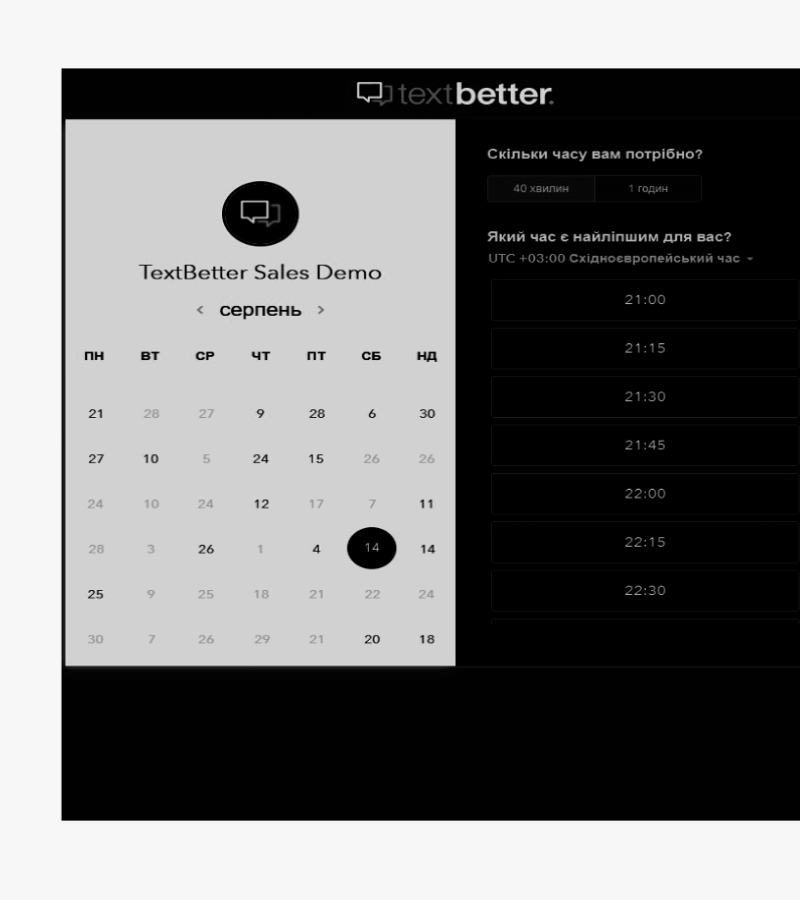 textbetter.
TextBetter Sales Demo
< серпень >
ПН ВТ СР ЧТ ПТ СБ НД
21 28 27 9 28 6 30
27 10 5 24 15 26 26
24 10 24 12 17 7 11
28 3 26 1 4 14 14
25 9 25 18 21 22 24
30 7 26 29 21 20 18
Скільки часу вам потрібно?
40 хвилин 1 годин
Який час є найліпшим для вас?
UTC +03:00 Східноєвропейський час
21:00
21:15
21:30
21:45
22:00
22:15
22:30